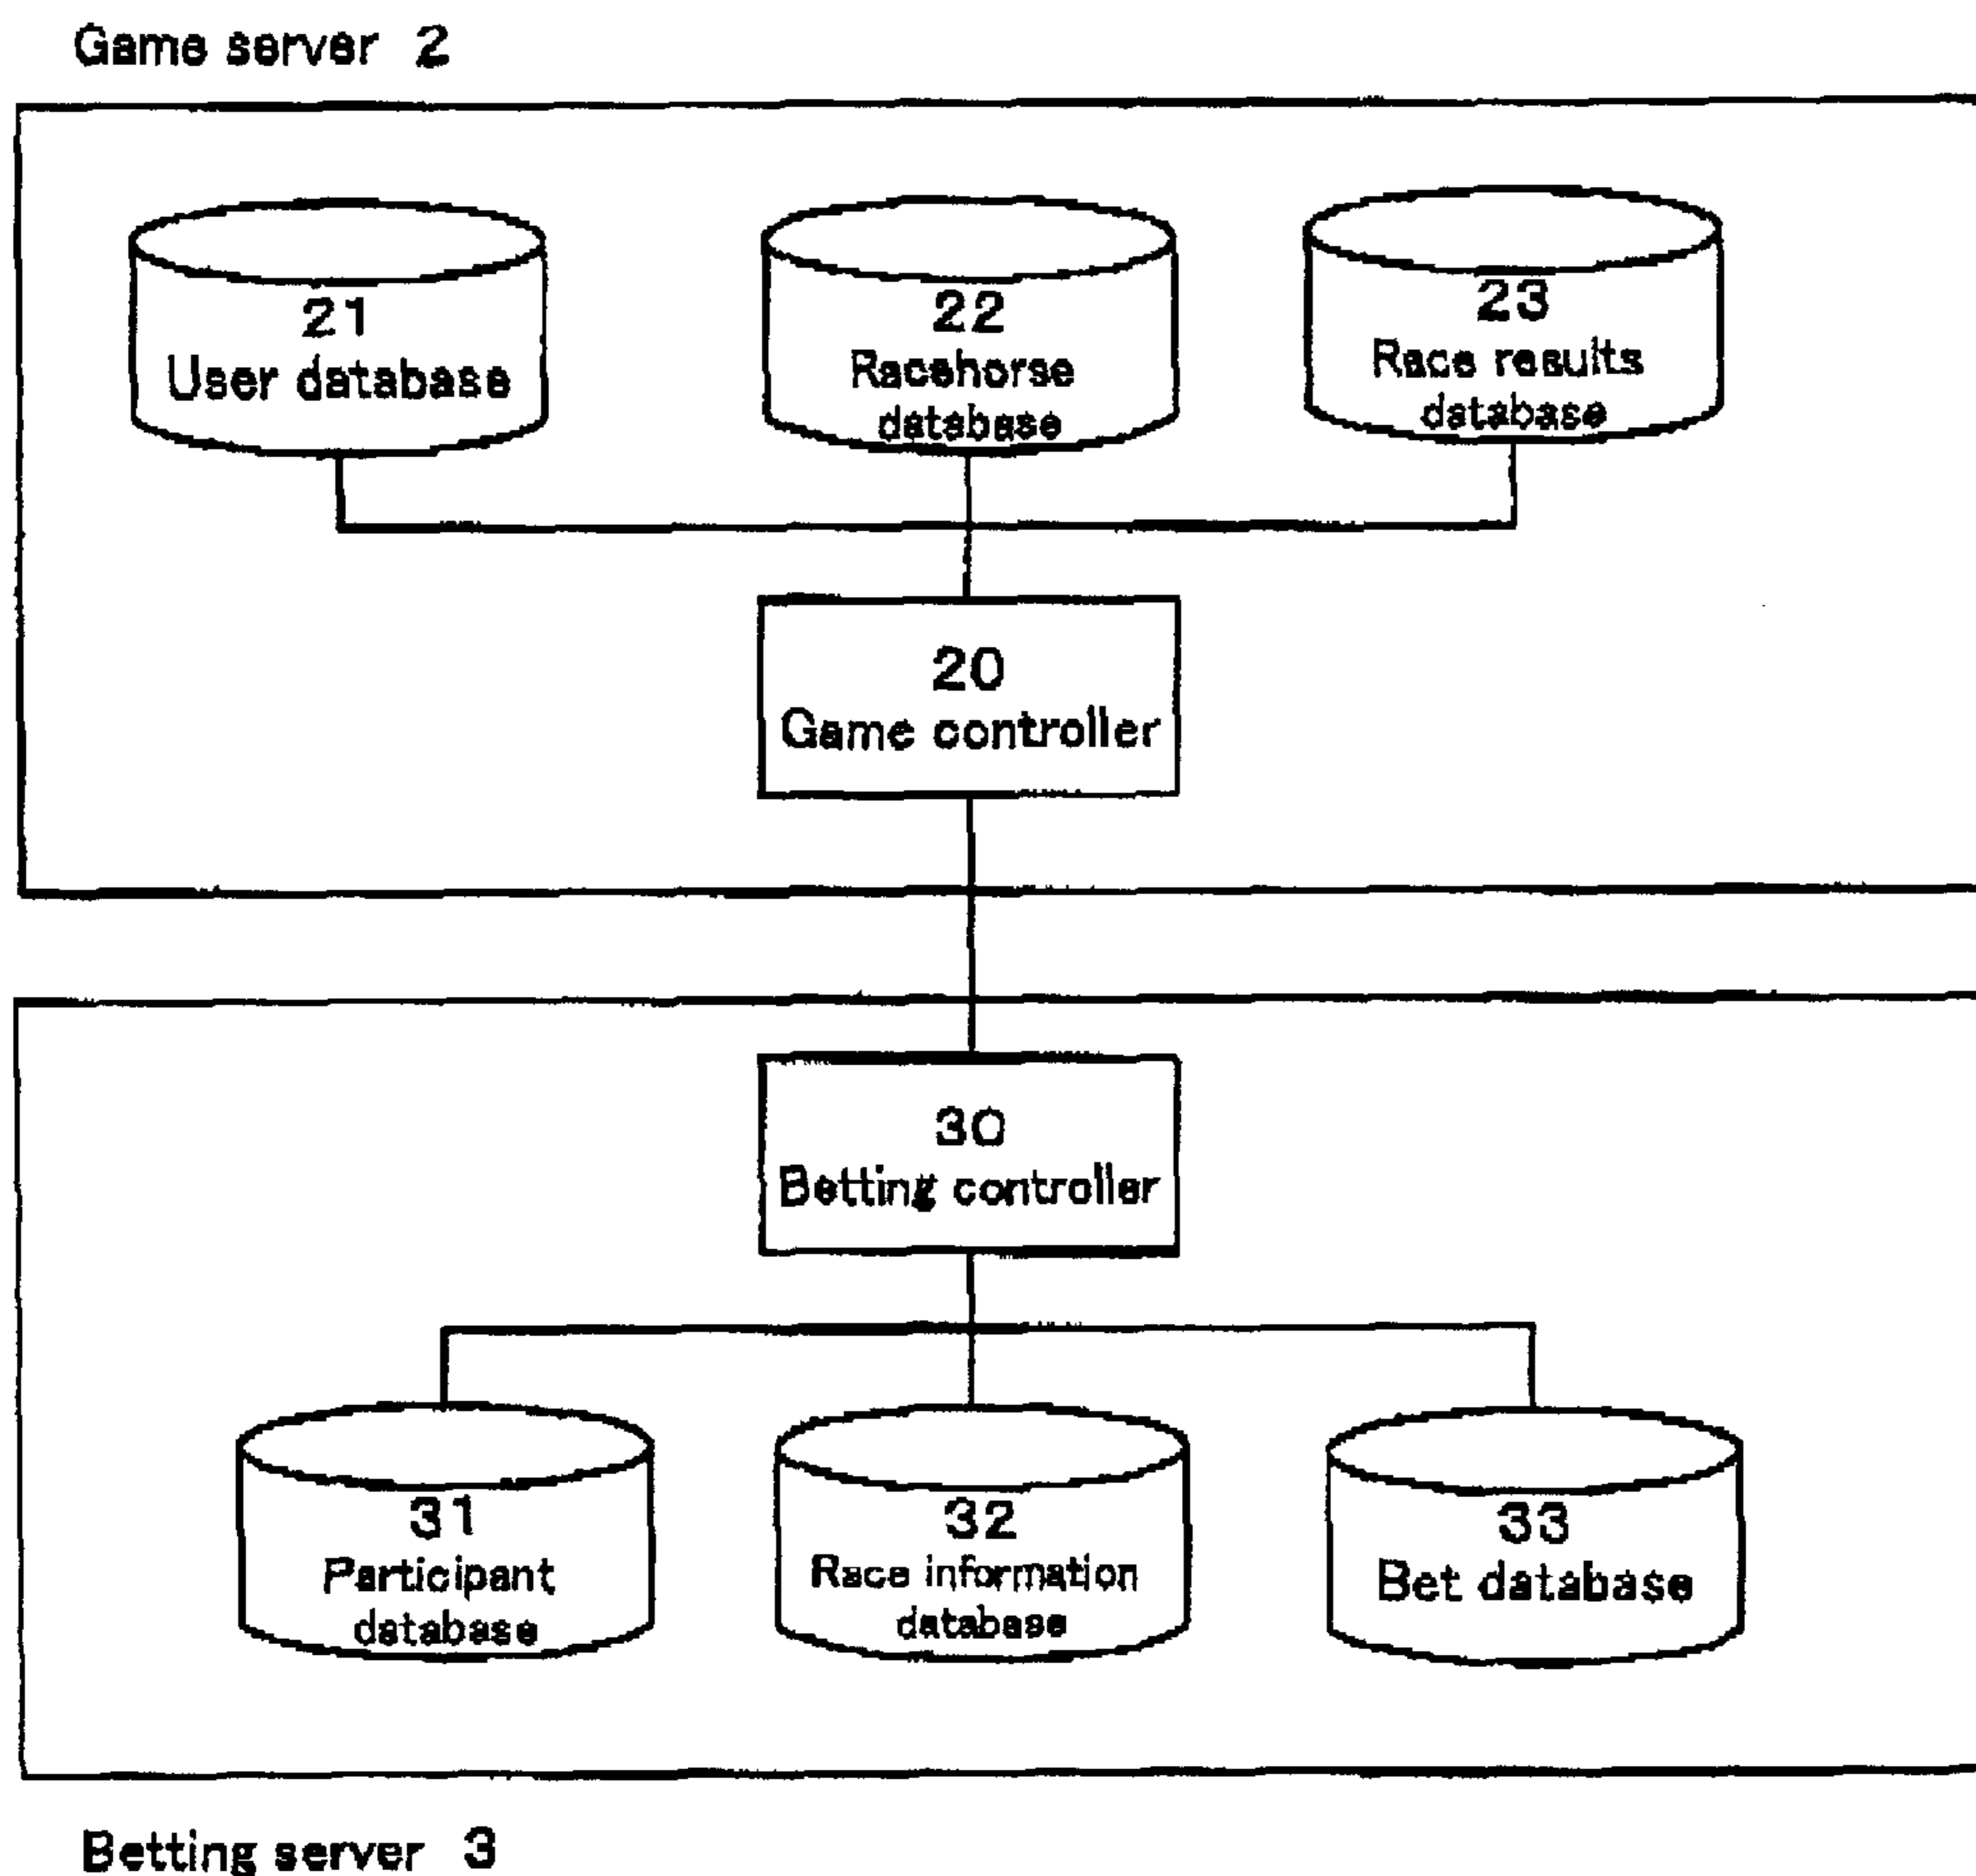 Game server 2
21
User database
22
Racehorse
database
23
Race results
database
20
Game controller
30
Betting controller
31
Participant
database
32
Race information
database
33
Bet database
Betting server 3